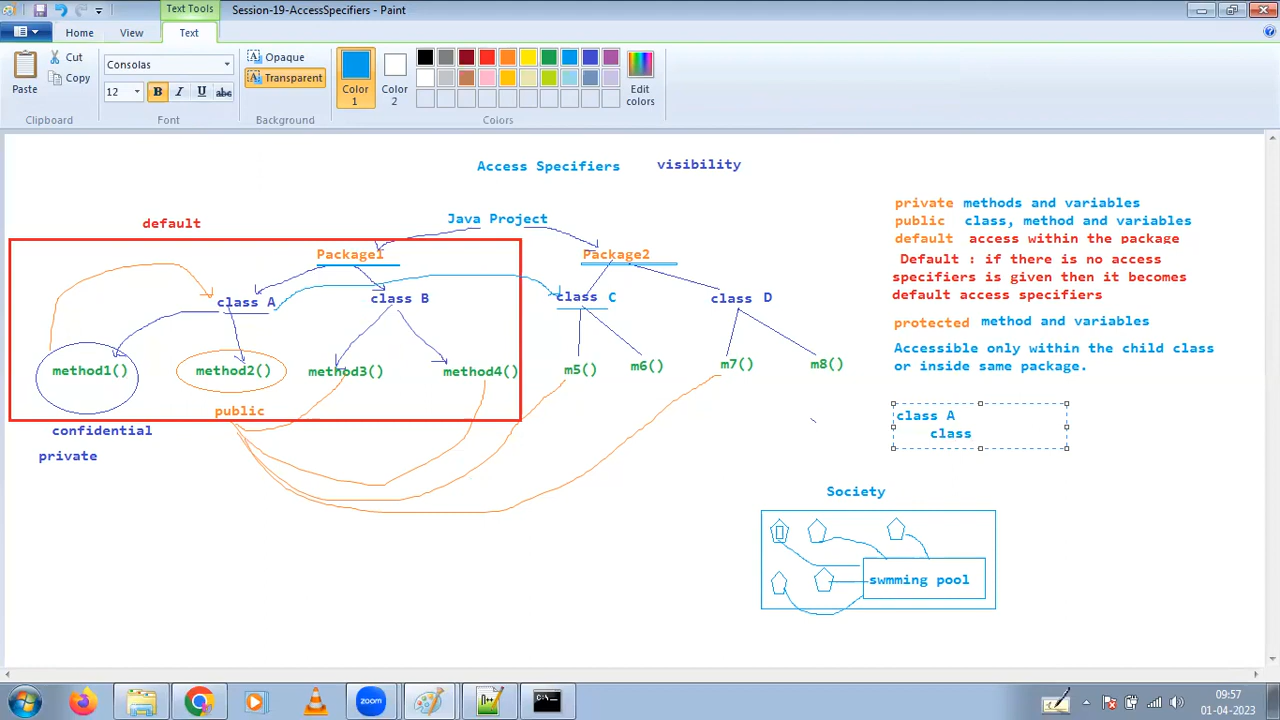 Text Tools
Session-19-AccessSpecifiers - Paint
Home
View
Text
Paste
Cut
Copy
Clipboard
Consolas
12
B
I
U
abc
Font
Opaque
Transparent
Background
Color
1
Color
2
Edit
colors
Colors
Access Specifiers
visibility
Java Project
default
Package1
Package2
class A
class B
class C
class D
method1()
method2()
method3()
method4()
m5()
m6()
m7()
m8()
public
confidential
private
private methods and variables
public class, method and variables
default access within the package
Default : if there is no access
specifiers is given then it becomes
default access specifiers
protected method and variables
Accessible only within the child class
or inside same package.
class A
class
Society
swmming pool
zoom
09:57
01-04-2023